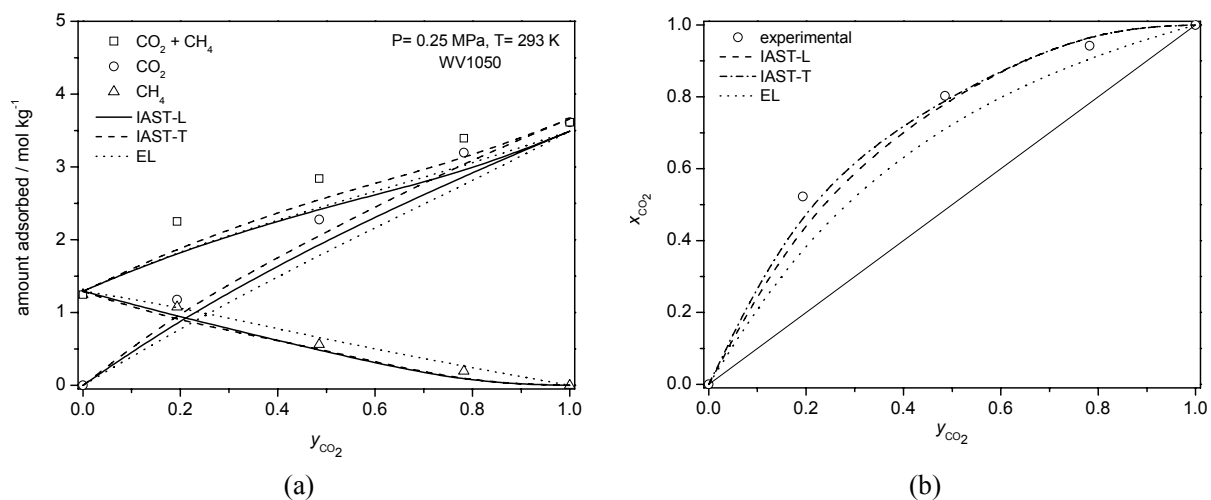 5
4
3
2
1
0
amount adsorbed / mol kg⁻¹
CO₂ + CH₄
CO₂
CH₄
IAST-L
IAST-T
EL
P= 0.25 MPa, T= 293 K
WV1050
0.0 0.2 0.4 0.6 0.8 1.0
y CO₂
(a)
1.0
0.8
0.6
0.4
0.2
0.0
x CO₂
experimental
IAST-L
IAST-T
EL
0.0 0.2 0.4 0.6 0.8 1.0
y CO₂
(b)